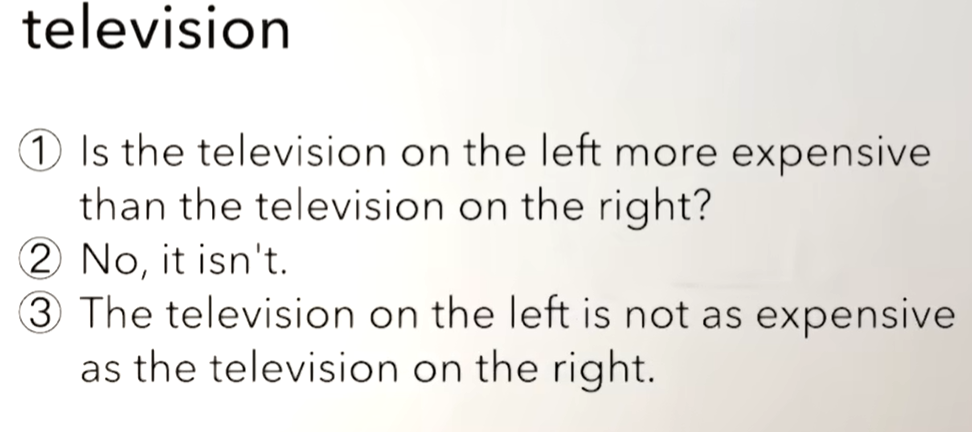 television
① Is the television on the left more expensive
than the television on the right?
② No, it isn't.
③ The television on the left is not as expensive
as the television on the right.